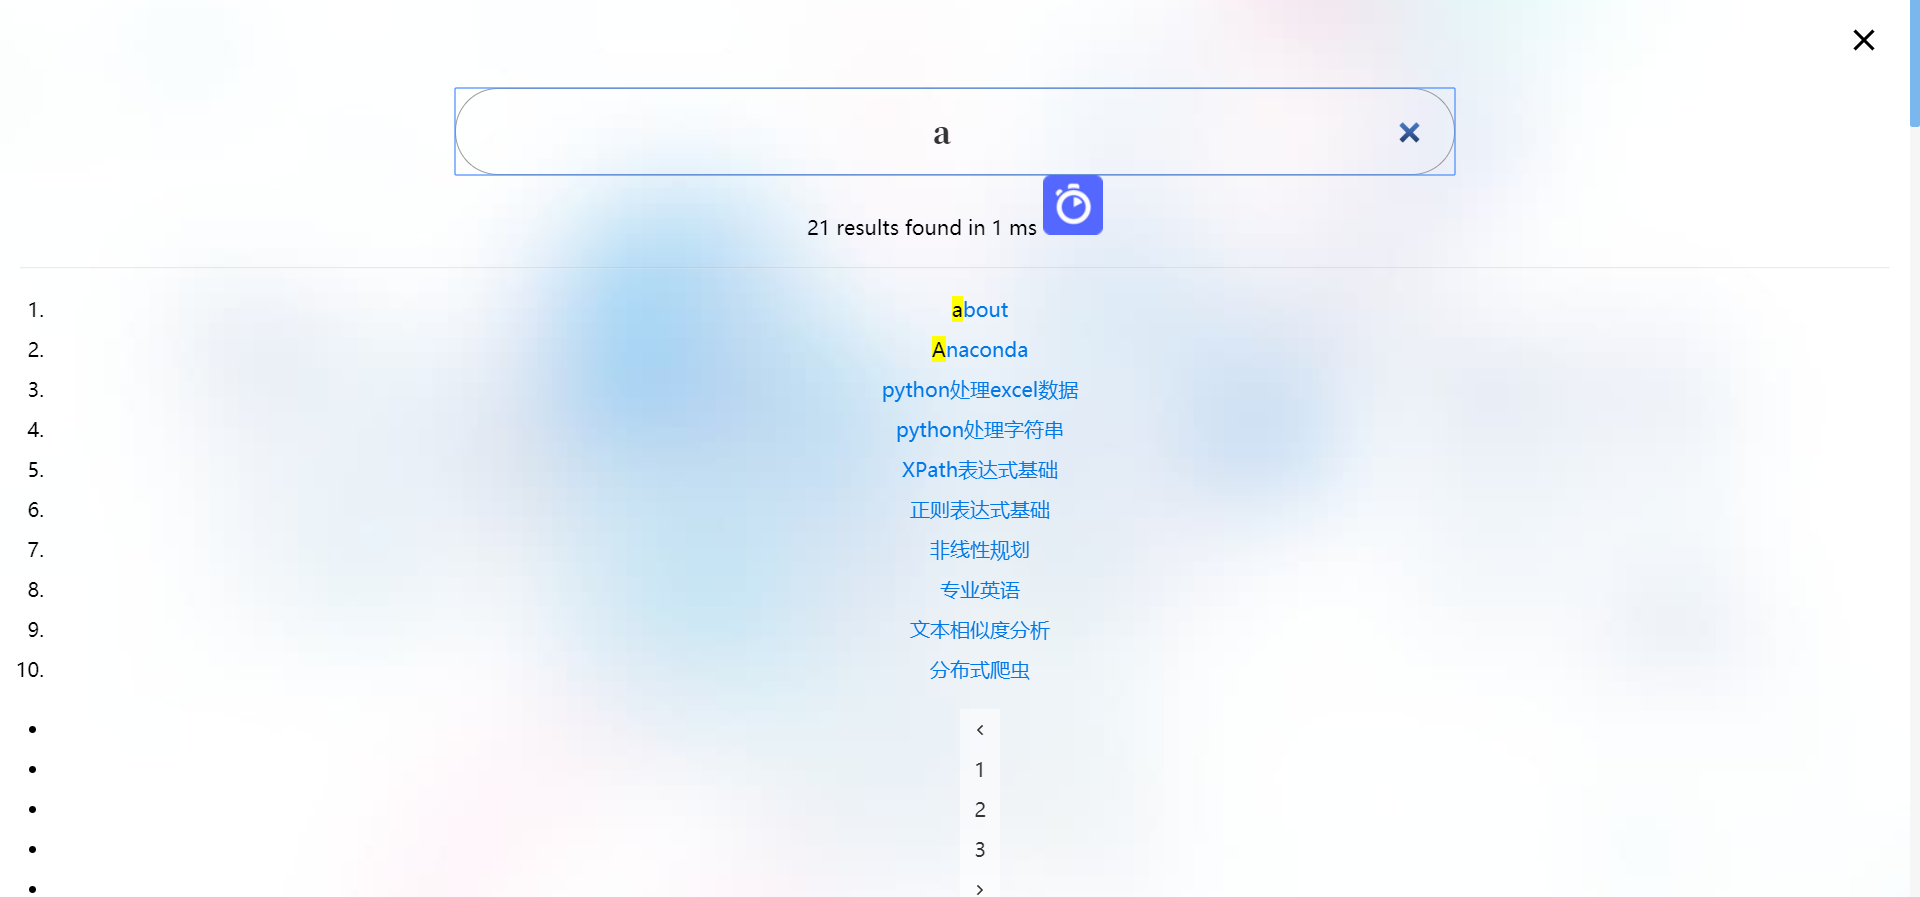 a
21 results found in 1 ms
1. about
2. Anaconda
3. python处理excel数据
4. python处理字符串
5. XPath表达式基础
6. 正则表达式基础
7. 非线性规划
8. 专业英语
9. 文本相似度分析
10. 分布式爬虫
‹
1
2
3
›